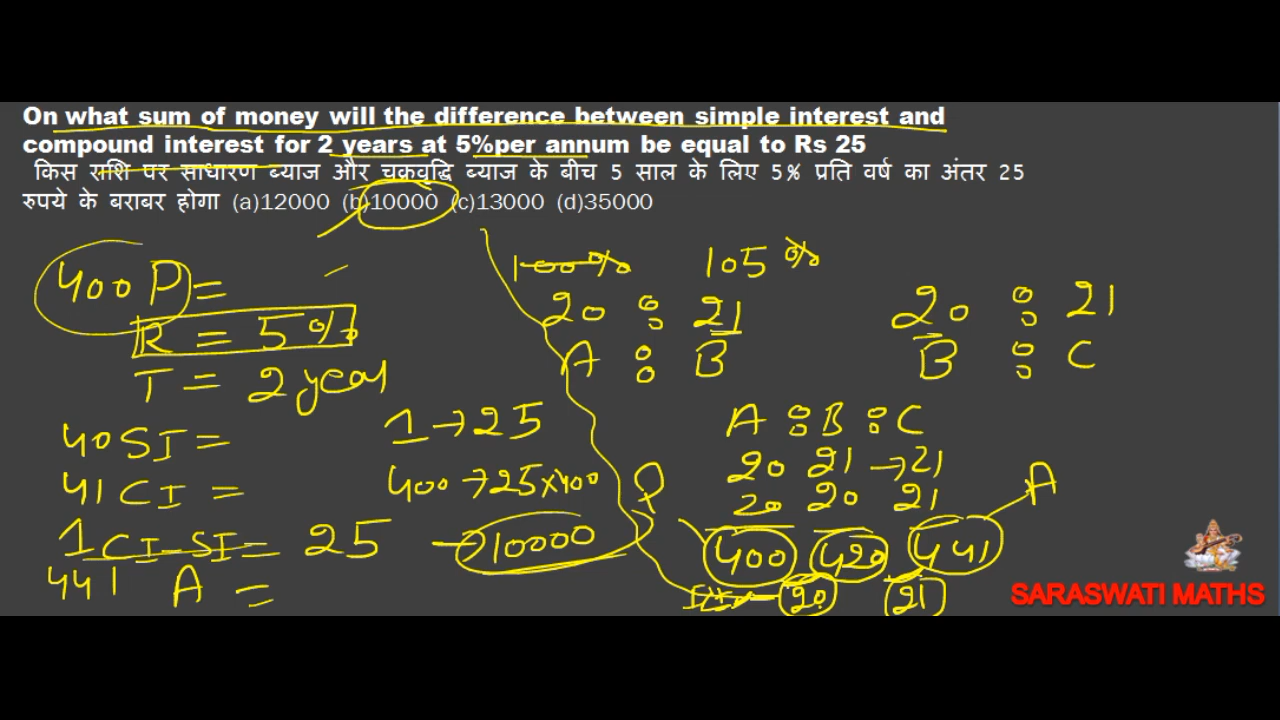 On what sum of money will the difference between simple interest and
compound interest for 2 years at 5%per annum be equal to Rs 25
किस राशि पर साधारण ब्याज और चक्रवृद्धि ब्याज के बीच 5 साल के लिए 5% प्रति वर्ष का अंतर 25
रुपये के बराबर होगा (a)12000 (b)10000 (c)13000 (d)35000
400 P =
R = 5%
T = 2 year
40 SI =
41 CI =
1 CI-SI = 25
441 A =
1 → 25
400 → 25×400
→ 10000
100% 105%
20 : 21
A : B
20 : 21
B : C
A : B : C
20 21 → 21
20 20 21
P 400 420 441 A
20 21
SARASWATI MATHS